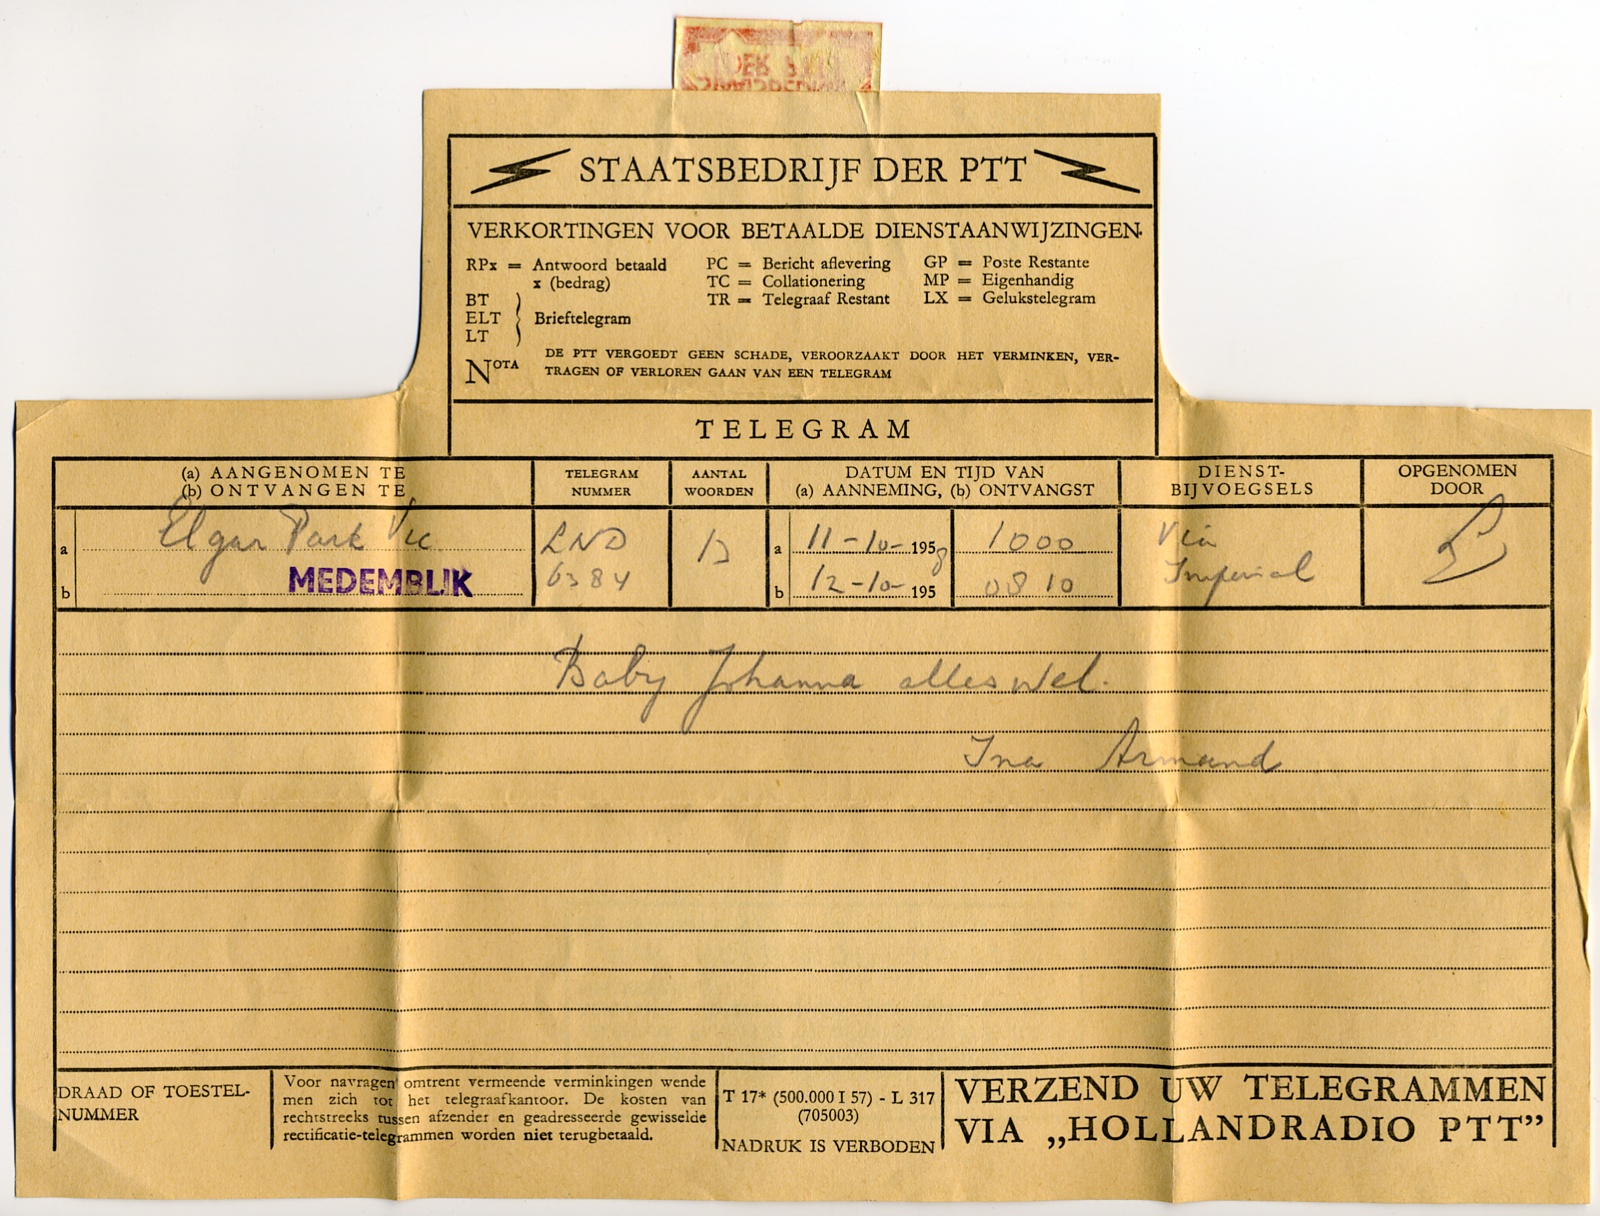 STAATSBEDRIJF DER PTT
VERKORTINGEN VOOR BETAALDE DIENSTAANWIJZINGEN.
RPx = Antwoord betaald x (bedrag)
BT
ELT
LT
Brieftelegram
PC = Bericht aflevering
TC = Collationering
TR = Telegraaf Restant
GP = Poste Restante
MP = Eigenhandig
LX = Gelukstelegram
NOTA DE PTT VERGOEDT GEEN SCHADE, VEROORZAAKT DOOR HET VERMINKEN, VER-
TRAGEN OF VERLOREN GAAN VAN EEN TELEGRAM
TELEGRAM
(a) AANGENOMEN TE
(b) ONTVANGEN TE
TELEGRAM
NUMMER
AANTAL
WOORDEN
DATUM EN TIJD VAN
(a) AANNEMING, (b) ONTVANGST
DIENST-
BIJVOEGSELS
OPGENOMEN
DOOR
a Elgar Park Vic
b MEDEMBLIK
LND
6384
13
a 11-10-1958 1000
b 12-10-195 0810
Via
Imperial
Baby Johanna alles wel.
Ina Armand
DRAAD OF TOESTEL-
NUMMER
Voor navragen omtrent vermeende verminkingen wende
men zich tot het telegraafkantoor. De kosten van
rechtstreeks tussen afzender en geadresseerde gewisselde
rectificatie-telegrammen worden niet terugbetaald.
T 17* (500.000 I 57) - L 317
(705003)
NADRUK IS VERBODEN
VERZEND UW TELEGRAMMEN
VIA „HOLLANDRADIO PTT”